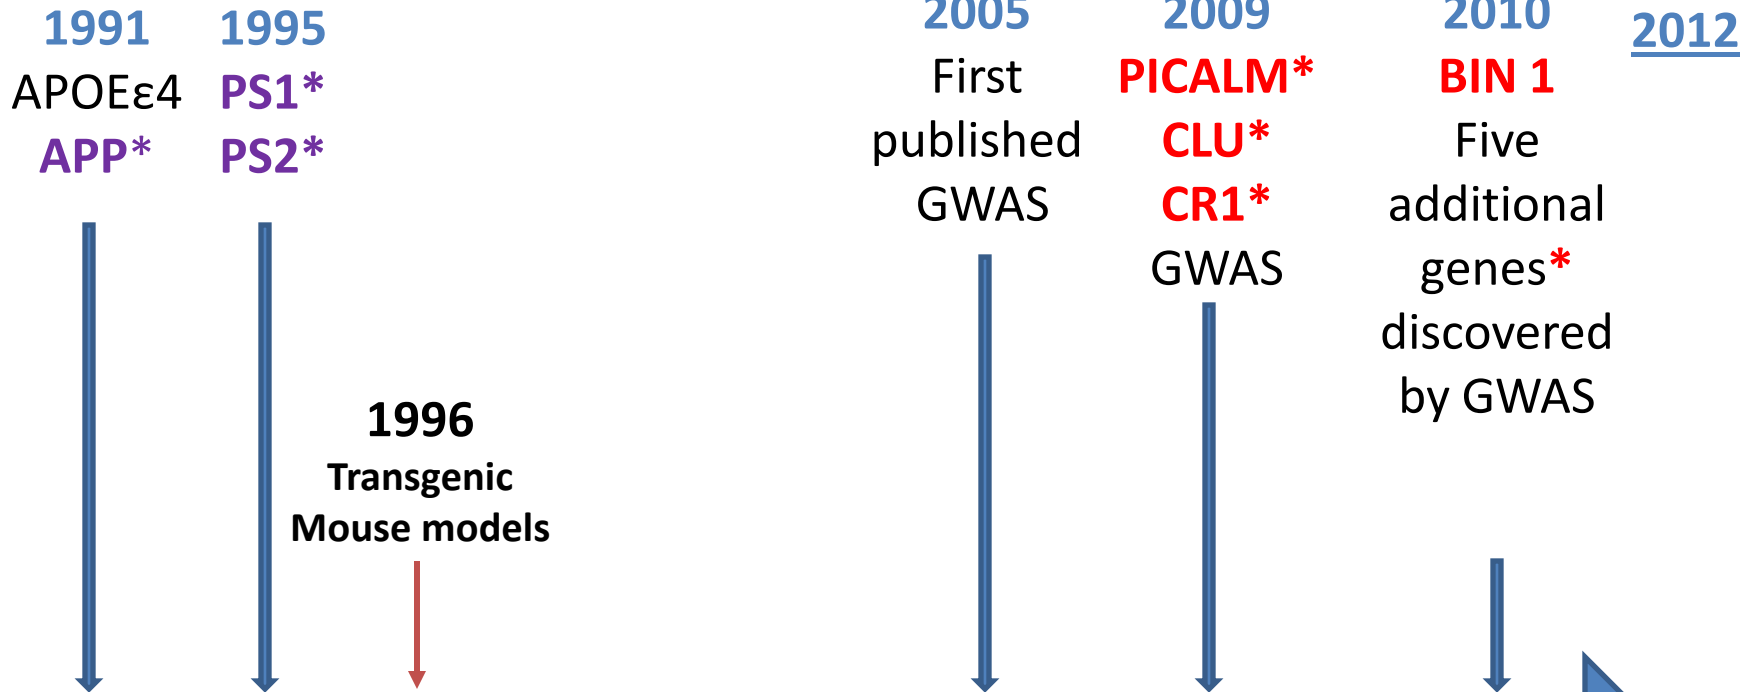 1991
APOEε4
APP*
1995
PS1*
PS2*
1996
Transgenic
Mouse models
2005
First
published
GWAS
2009
PICALM*
CLU*
CR1*
GWAS
2010
BIN 1
Five
additional
genes*
discovered
by GWAS
2012